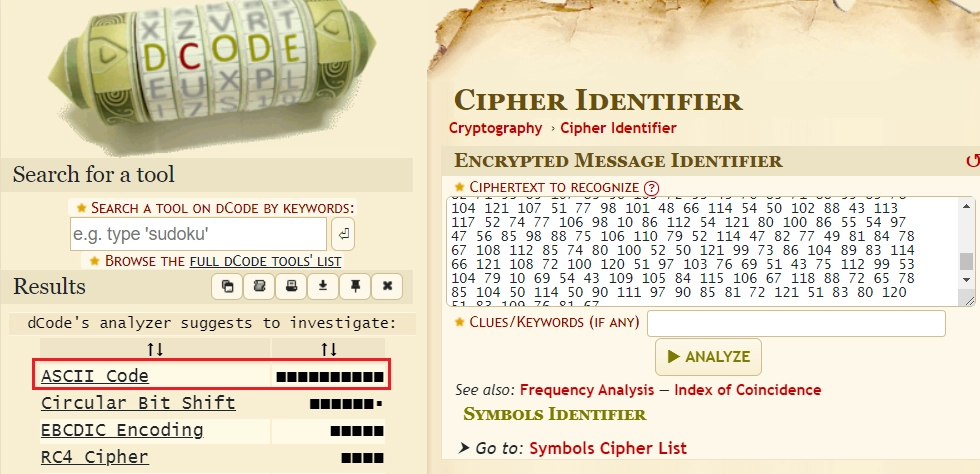 X Z V R T
D C O D E
E U X P L
Search for a tool
★ SEARCH A TOOL ON DCODE BY KEYWORDS:
e.g. type 'sudoku'
★ BROWSE THE FULL DCODE TOOLS' LIST
Results
dCode's analyzer suggests to investigate:
↑↓ ↑↓
ASCII Code ■■■■■■■■■■
Circular Bit Shift ■■■■■■▪
EBCDIC Encoding ■■■■■
RC4 Cipher ■■■■
CIPHER IDENTIFIER
Cryptography › Cipher Identifier
ENCRYPTED MESSAGE IDENTIFIER
★ CIPHERTEXT TO RECOGNIZE ?
104 121 107 51 77 98 101 48 66 114 54 50 102 88 43 113
117 52 74 77 106 98 10 86 112 54 121 80 100 86 55 54 97
47 56 85 98 88 75 106 110 79 52 114 47 82 77 49 81 84 78
67 108 112 85 74 80 100 52 50 121 99 73 86 104 89 83 114
66 121 108 72 100 120 51 97 103 76 69 51 43 75 112 99 53
104 79 10 69 54 43 109 105 84 115 106 67 118 88 72 65 78
85 104 50 114 50 90 111 97 90 85 81 72 121 51 83 80 120
51 83 109 76 81 67
★ CLUES/KEYWORDS (IF ANY)
▶ ANALYZE
See also: Frequency Analysis — Index of Coincidence
SYMBOLS IDENTIFIER
➤ Go to: Symbols Cipher List